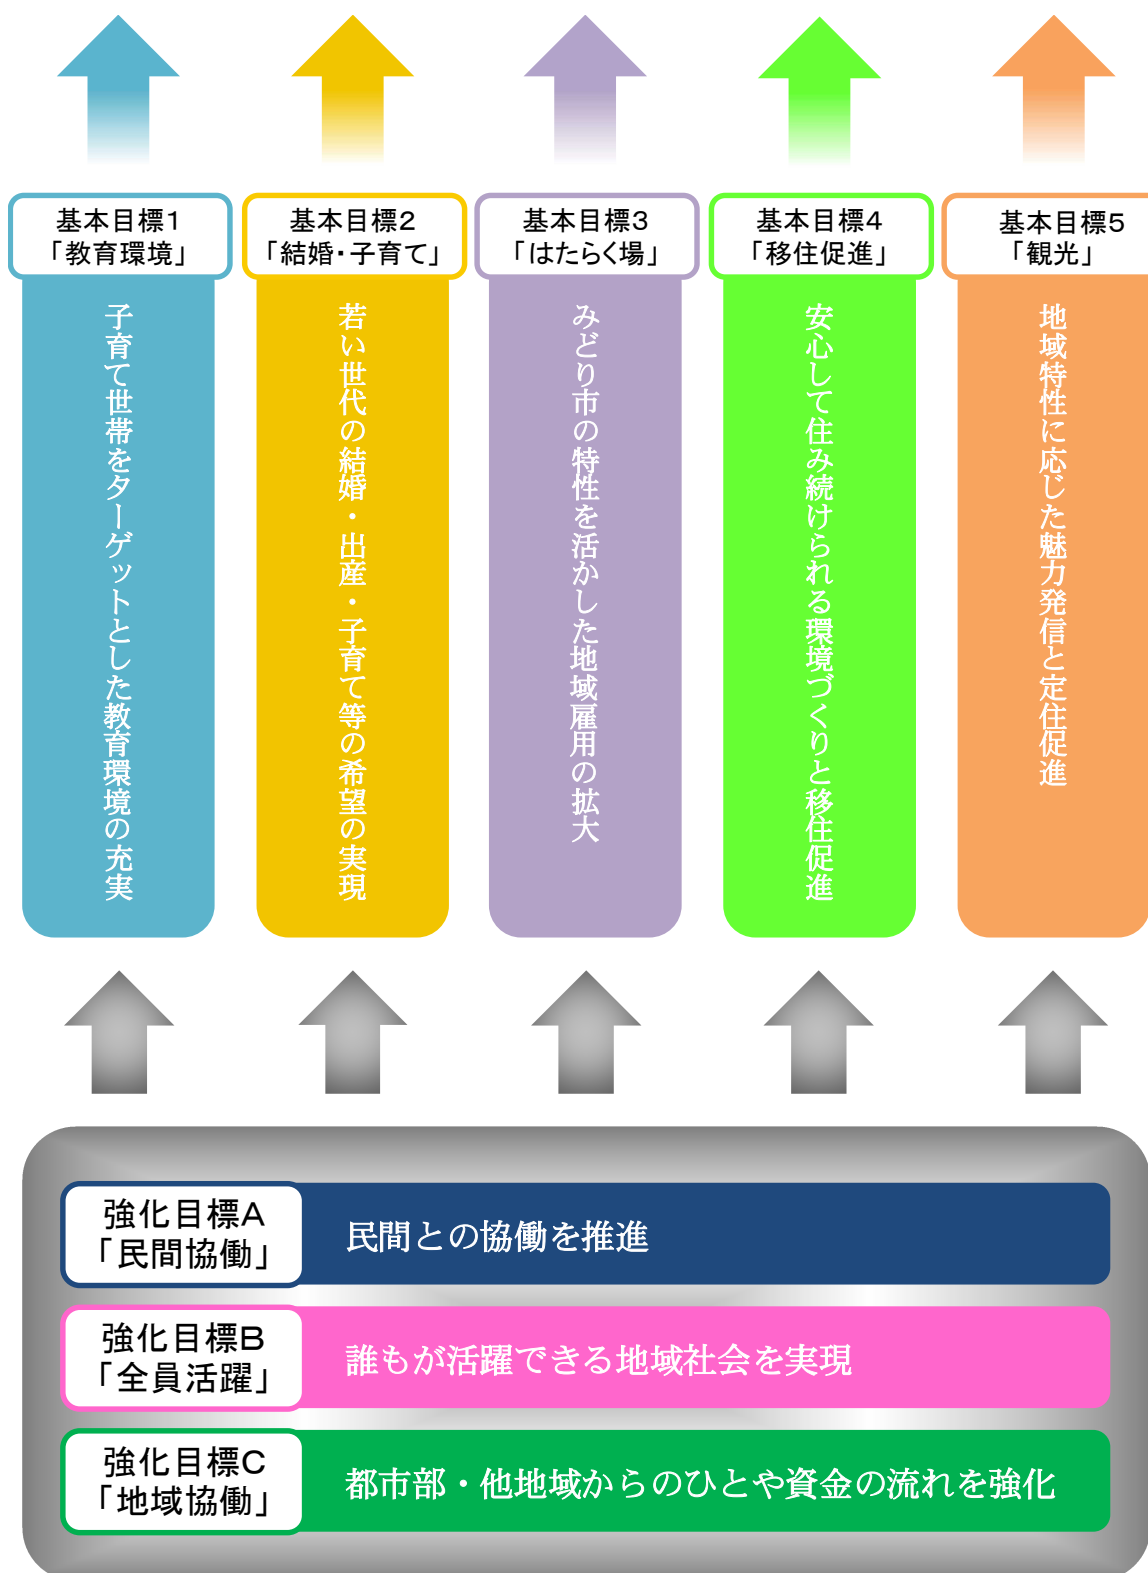 基本目標1
「教育環境」
子育て世帯をターゲットとした教育環境の充実
基本目標2
「結婚・子育て」
若い世代の結婚・出産・子育て等の希望の実現
基本目標3
「はたらく場」
みどり市の特性を活かした地域雇用の拡大
基本目標4
「移住促進」
安心して住み続けられる環境づくりと移住促進
基本目標5
「観光」
地域特性に応じた魅力発信と定住促進
強化目標A
「民間協働」
民間との協働を推進
強化目標B
「全員活躍」
誰もが活躍できる地域社会を実現
強化目標C
「地域協働」
都市部・他地域からのひとや資金の流れを強化